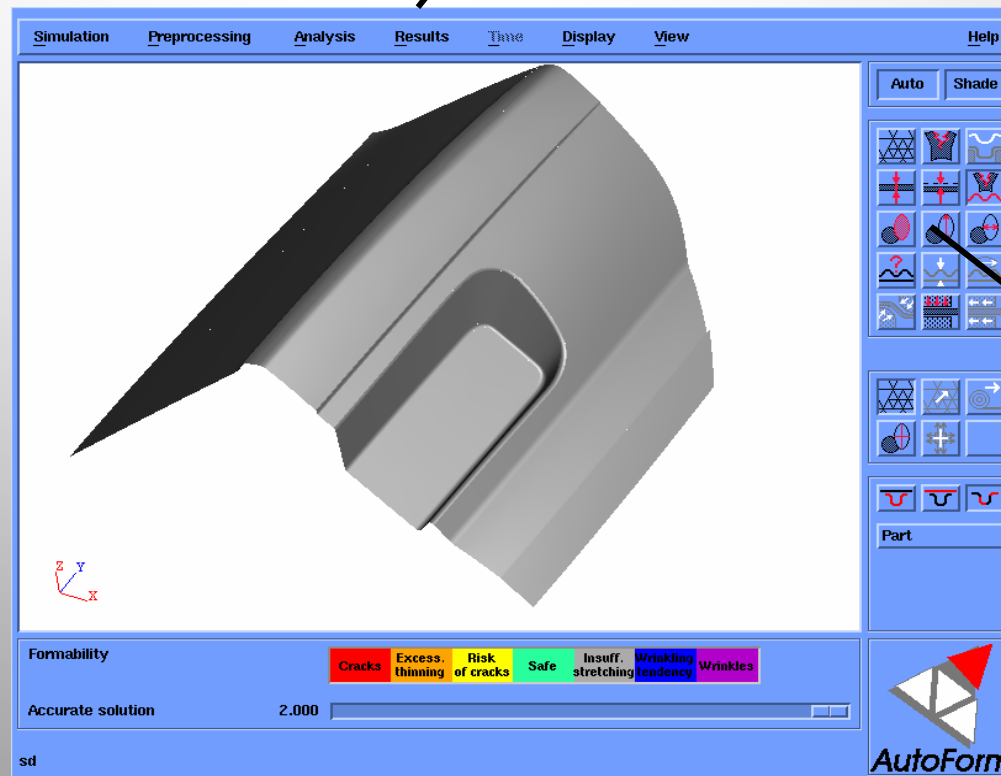 Simulation Preprocessing Analysis Results Time Display View Help
Auto Shade
?
Part
Z Y
X
Formability
Cracks Excess. thinning Risk of cracks Safe Insuff. stretching Wrinkling tendency Wrinkles
Accurate solution 2.000
sd
AutoForm